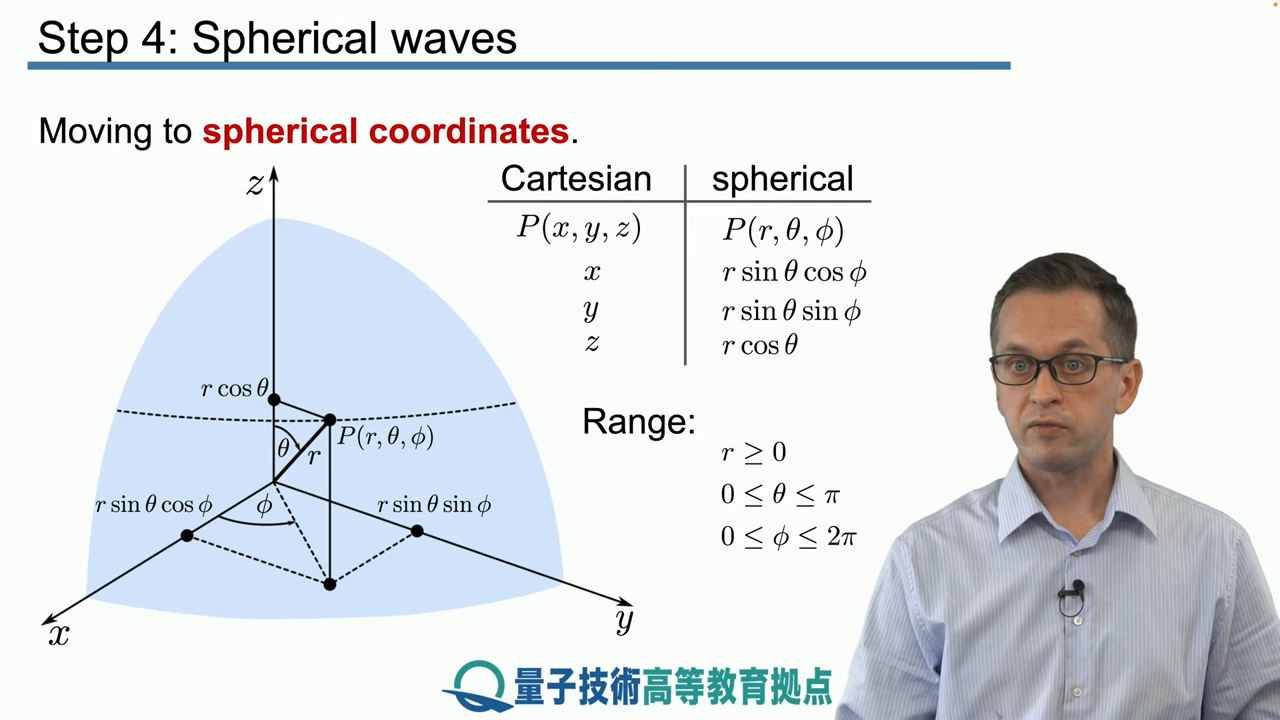 Step 4: Spherical waves
Moving to spherical coordinates.
Cartesian spherical
P(x, y, z) P(r, θ, ϕ)
x r sin θ cos ϕ
y r sin θ sin ϕ
z r cos θ
z
r cos θ
θ
r
P(r, θ, ϕ)
r sin θ cos ϕ
ϕ
r sin θ sin ϕ
x
y
Range:
r ≥ 0
0 ≤ θ ≤ π
0 ≤ ϕ ≤ 2π
量子技術高等教育拠点